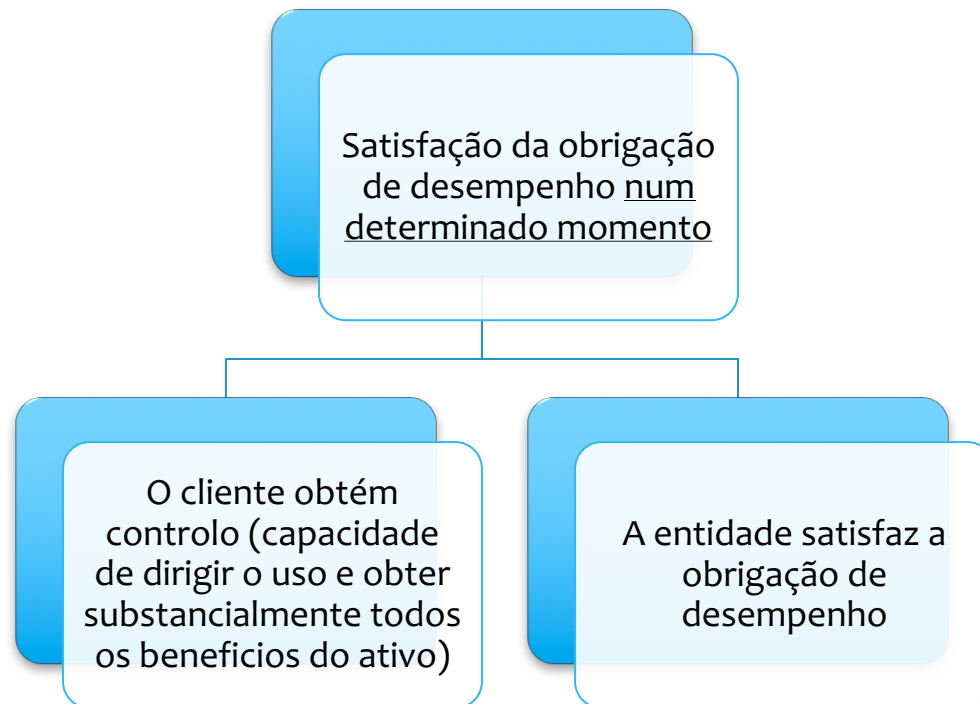 Satisfação da obrigação
de desempenho num
determinado momento
O cliente obtém
controlo (capacidade
de dirigir o uso e obter
substancialmente todos
os beneficios do ativo)
A entidade satisfaz a
obrigação de
desempenho